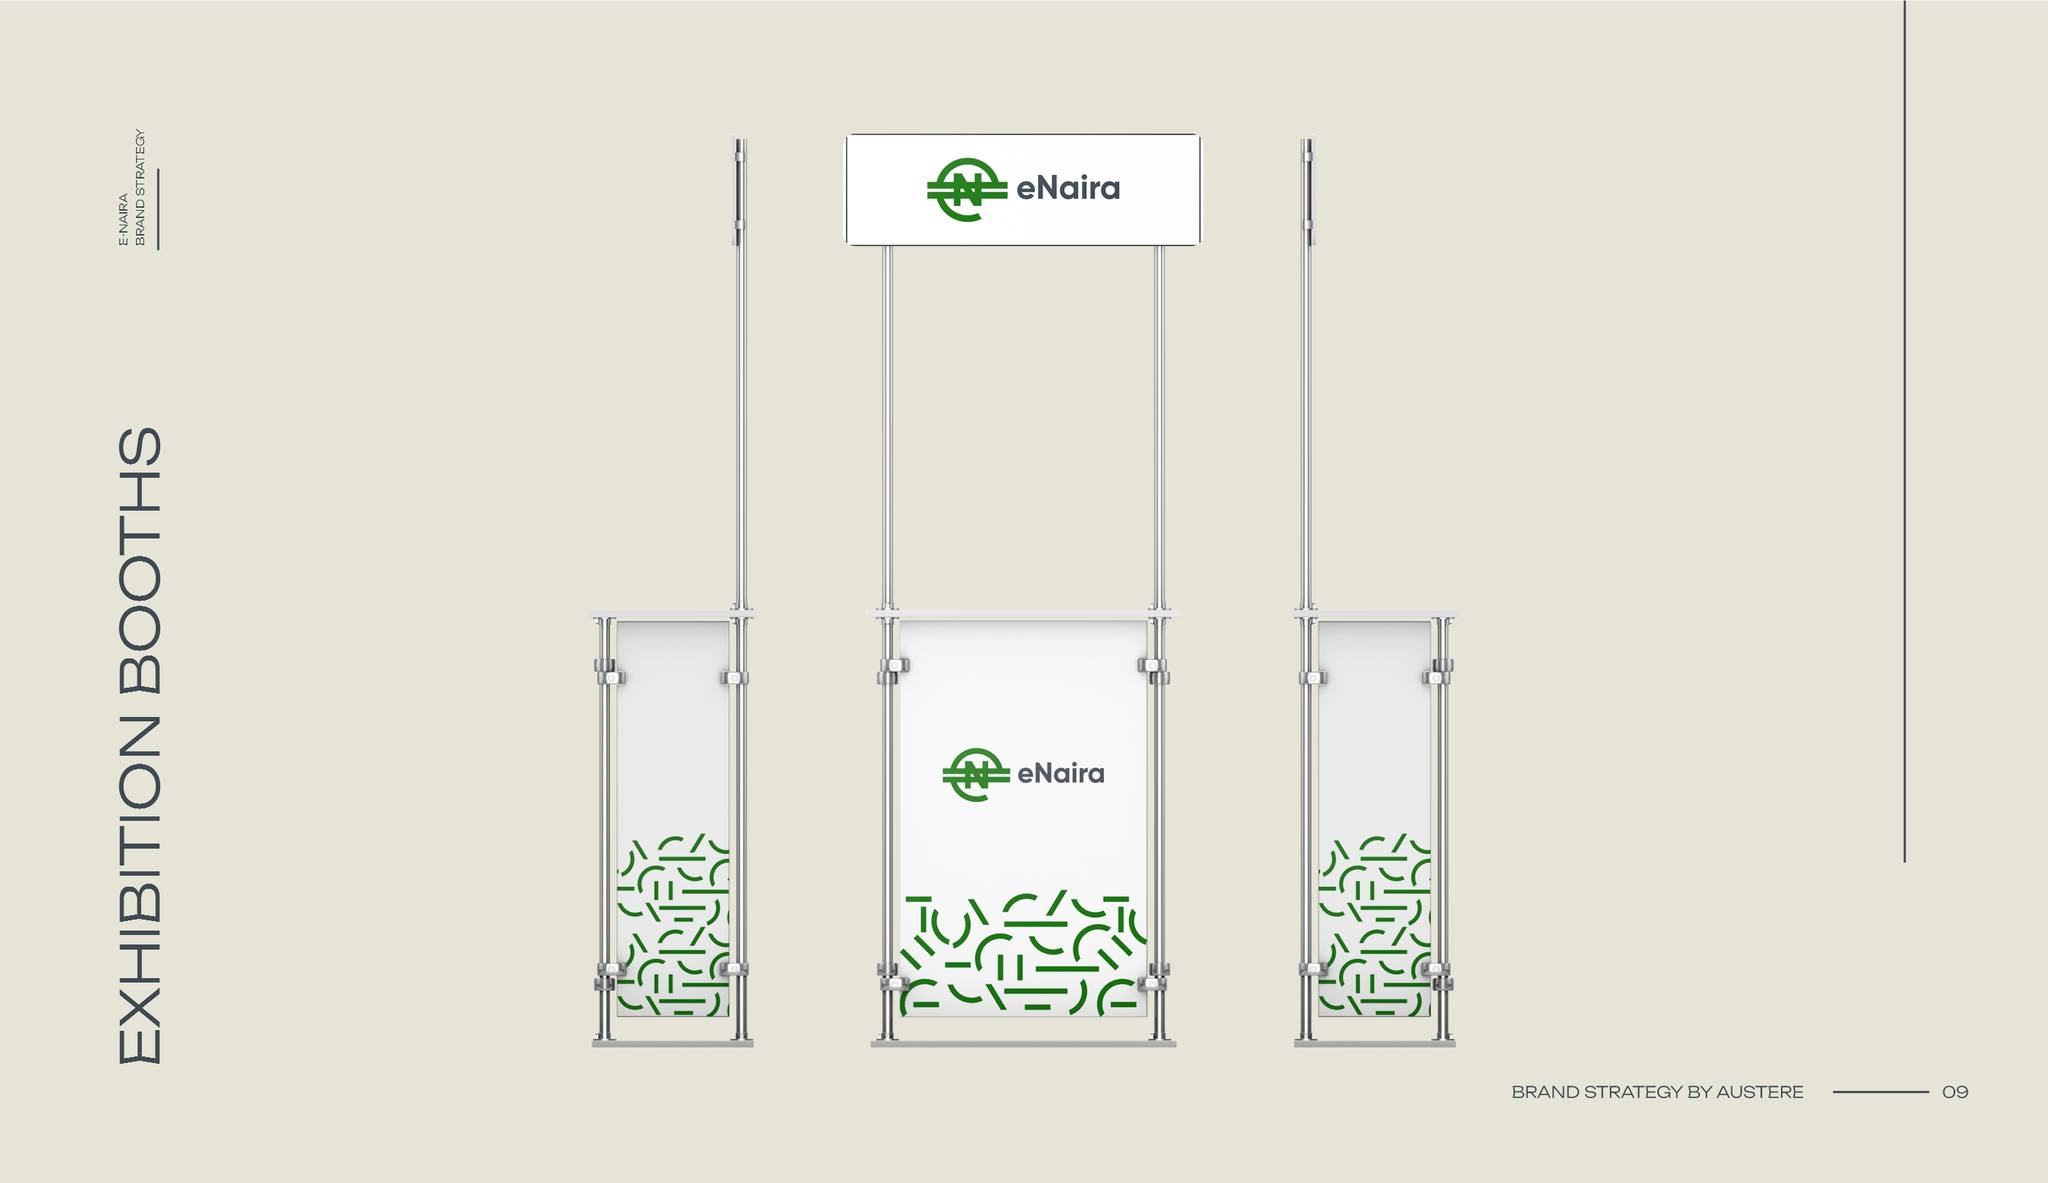 E-NAIRA
BRAND STRATEGY
EXHIBITION BOOTHS
eNaira
eNaira
BRAND STRATEGY BY AUSTERE
09